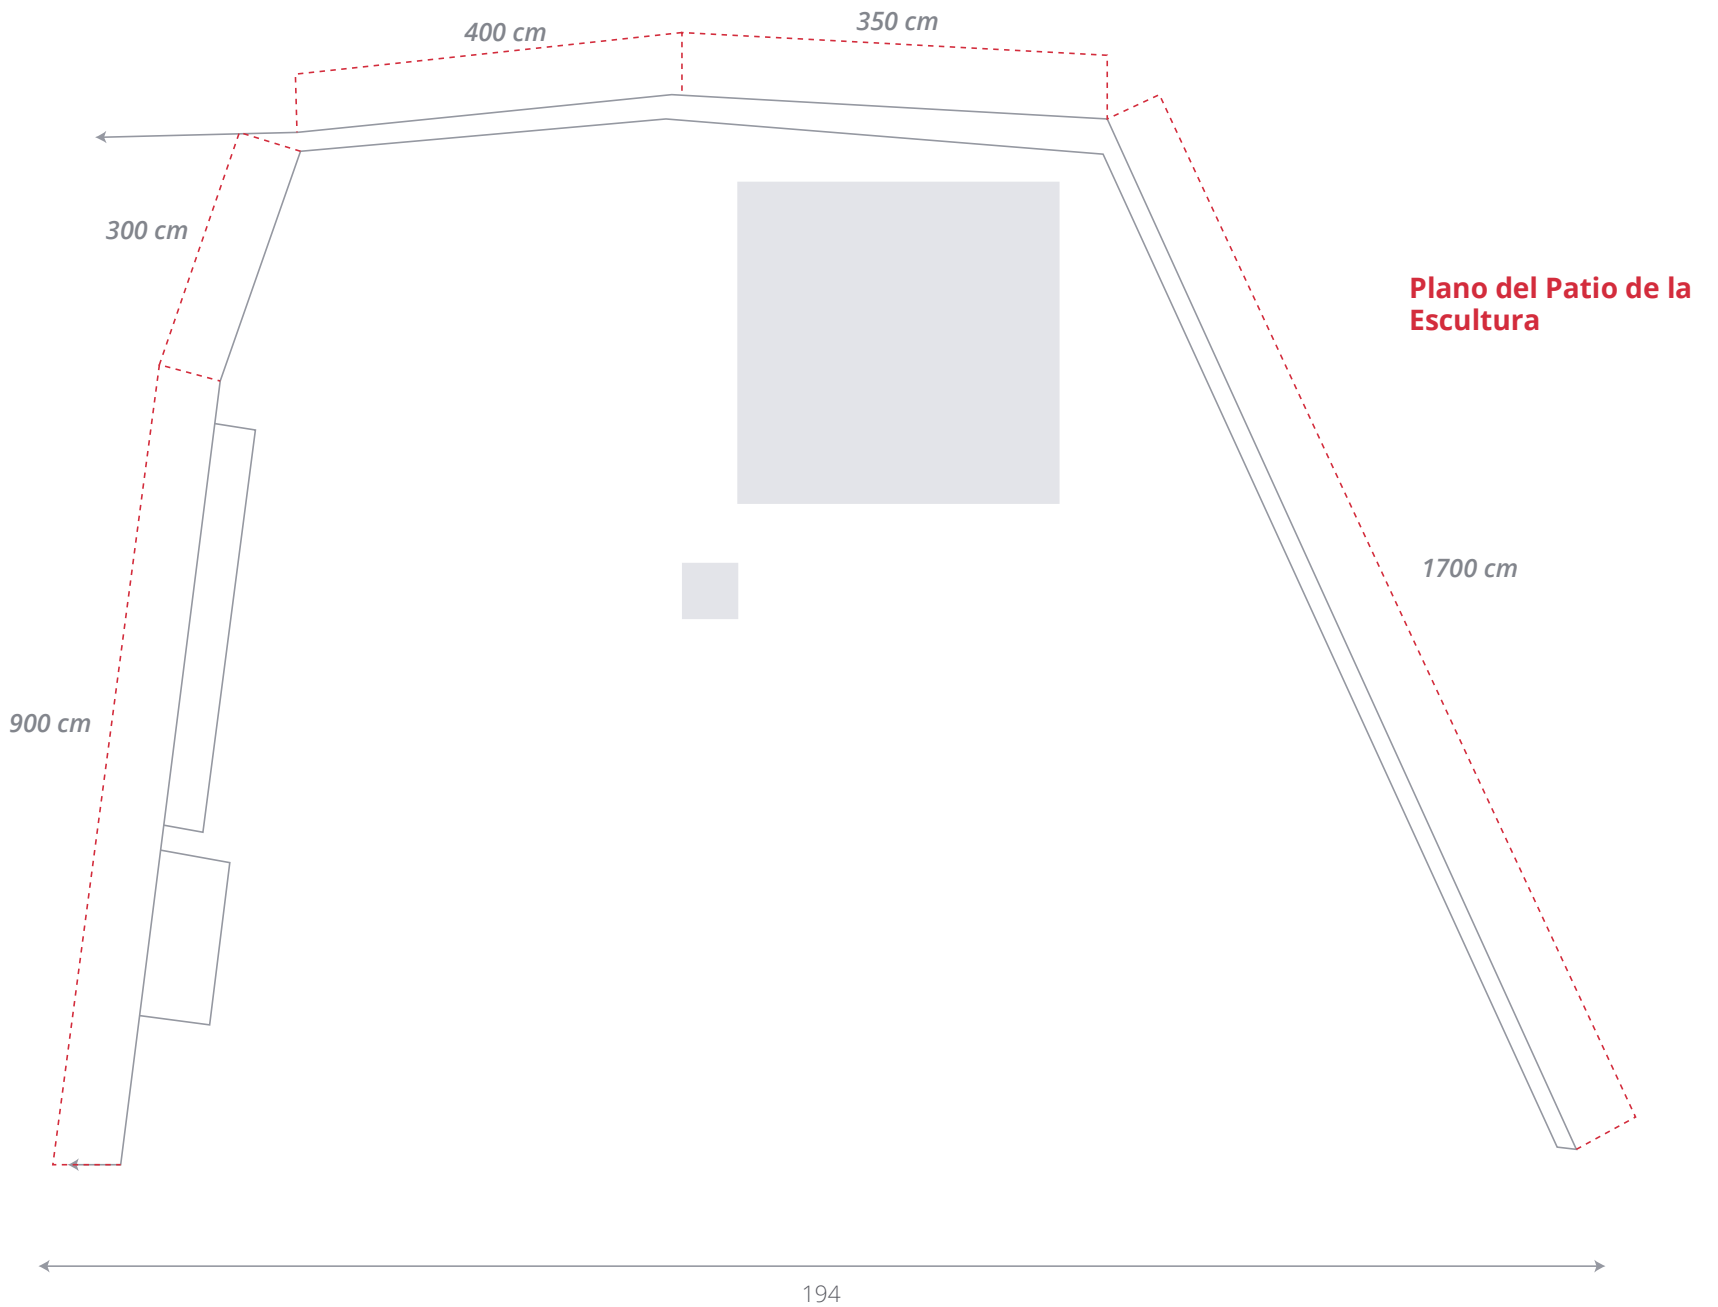 400 cm
350 cm
300 cm
Plano del Patio de la
Escultura
1700 cm
900 cm
194